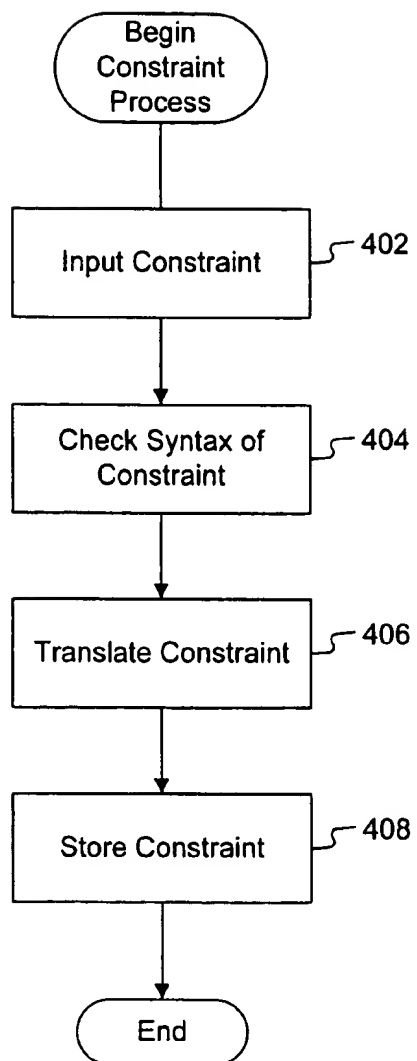 Begin
Constraint
Process
Input Constraint
402
Check Syntax of
Constraint
404
Translate Constraint
406
Store Constraint
408
End